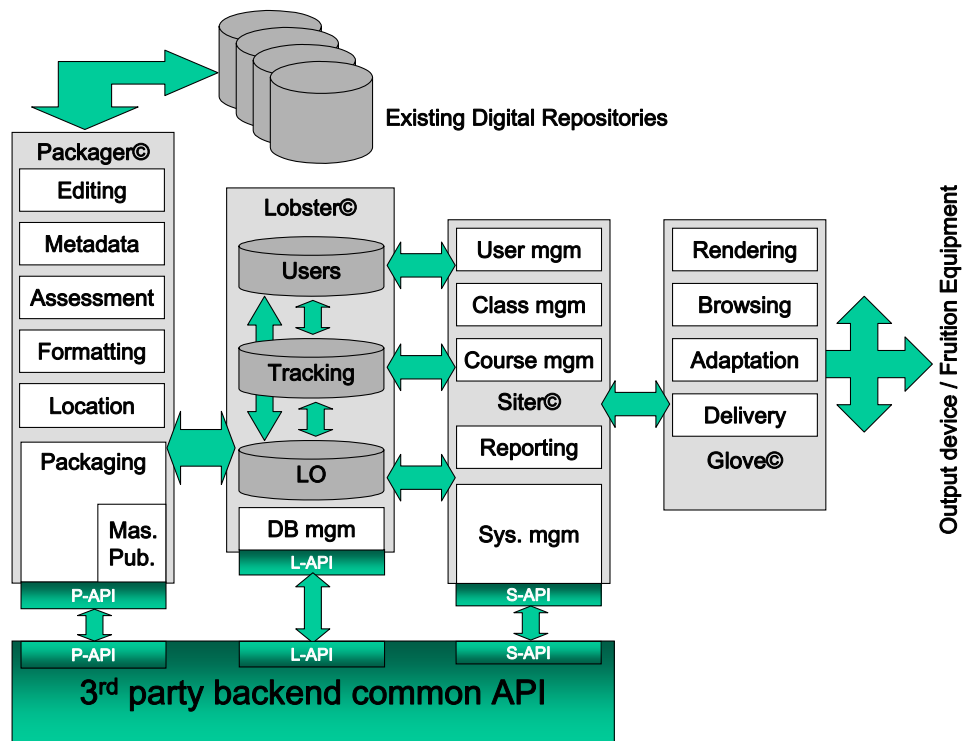 Existing Digital Repositories
Packager©
Editing
Metadata
Assessment
Formatting
Location
Packaging
Mas.
Pub.
P-API
Lobster©
Users
Tracking
LO
DB mgm
L-API
User mgm
Class mgm
Course mgm
Siter©
Reporting
Sys. mgm
S-API
Rendering
Browsing
Adaptation
Delivery
Glove©
Output device / Fruition Equipment
P-API
L-API
S-API
3rd party backend common API